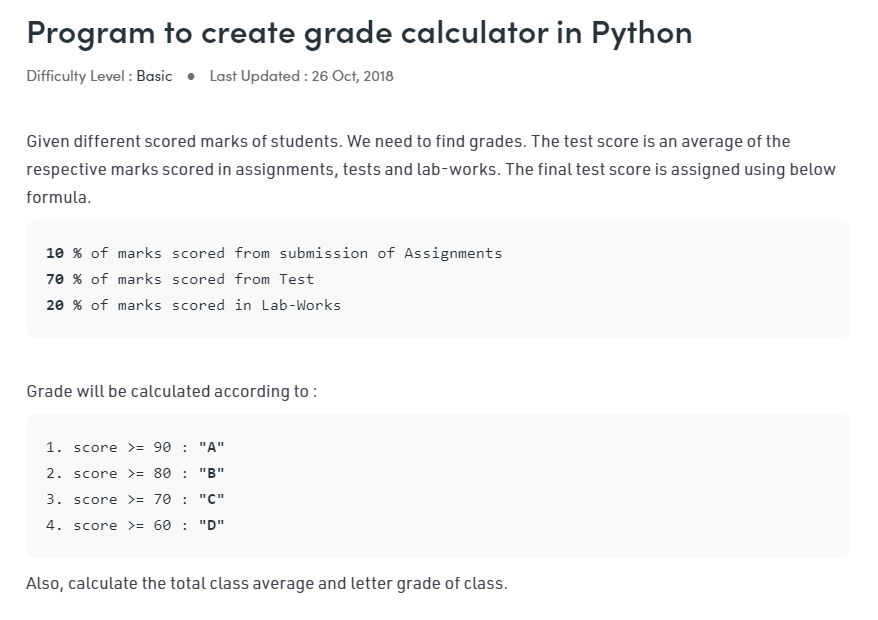 Program to create grade calculator in Python
Difficulty Level : Basic ● Last Updated : 26 Oct, 2018
Given different scored marks of students. We need to find grades. The test score is an average of the
respective marks scored in assignments, tests and lab-works. The final test score is assigned using below
formula.
10 % of marks scored from submission of Assignments
70 % of marks scored from Test
20 % of marks scored in Lab-Works
Grade will be calculated according to :
1. score >= 90 : "A"
2. score >= 80 : "B"
3. score >= 70 : "C"
4. score >= 60 : "D"
Also, calculate the total class average and letter grade of class.